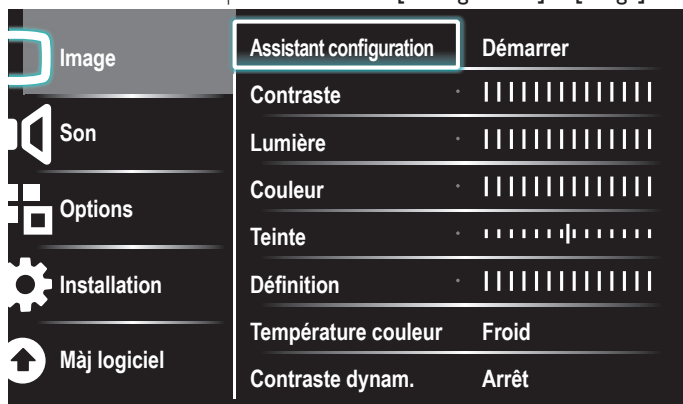 Image
Son
Options
Installation
Màj logiciel
Assistant configuration Démarrer
Contraste
Lumière
Couleur
Teinte
Définition
Température couleur Froid
Contraste dynam. Arrêt